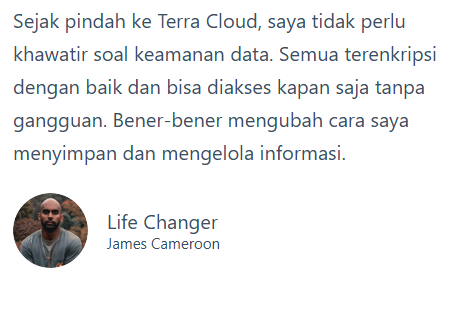 Sejak pindah ke Terra Cloud, saya tidak perlu
khawatir soal keamanan data. Semua terenkripsi
dengan baik dan bisa diakses kapan saja tanpa
gangguan. Bener-bener mengubah cara saya
menyimpan dan mengelola informasi.
Life Changer
James Cameroon